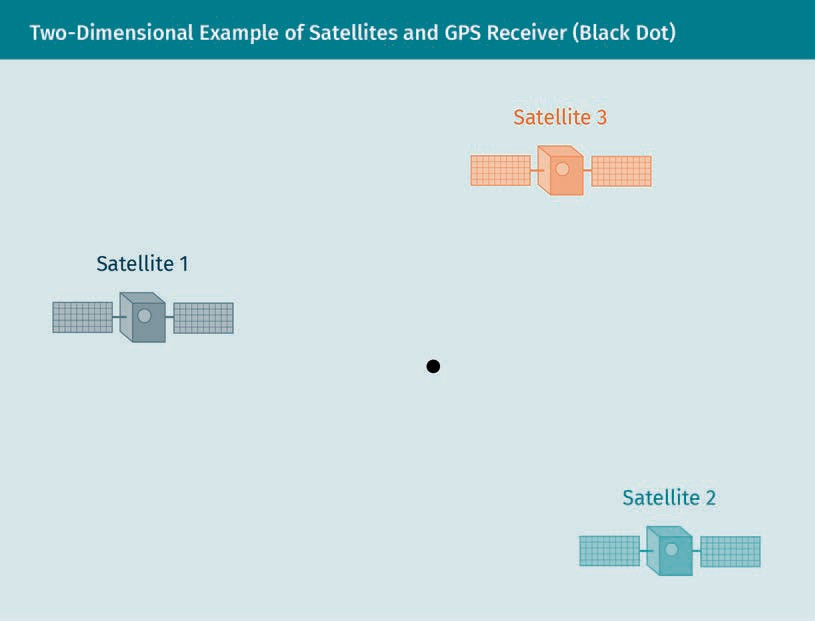 Two-Dimensional Example of Satellites and GPS Receiver (Black Dot)
Satellite 3
Satellite 1
Satellite 2